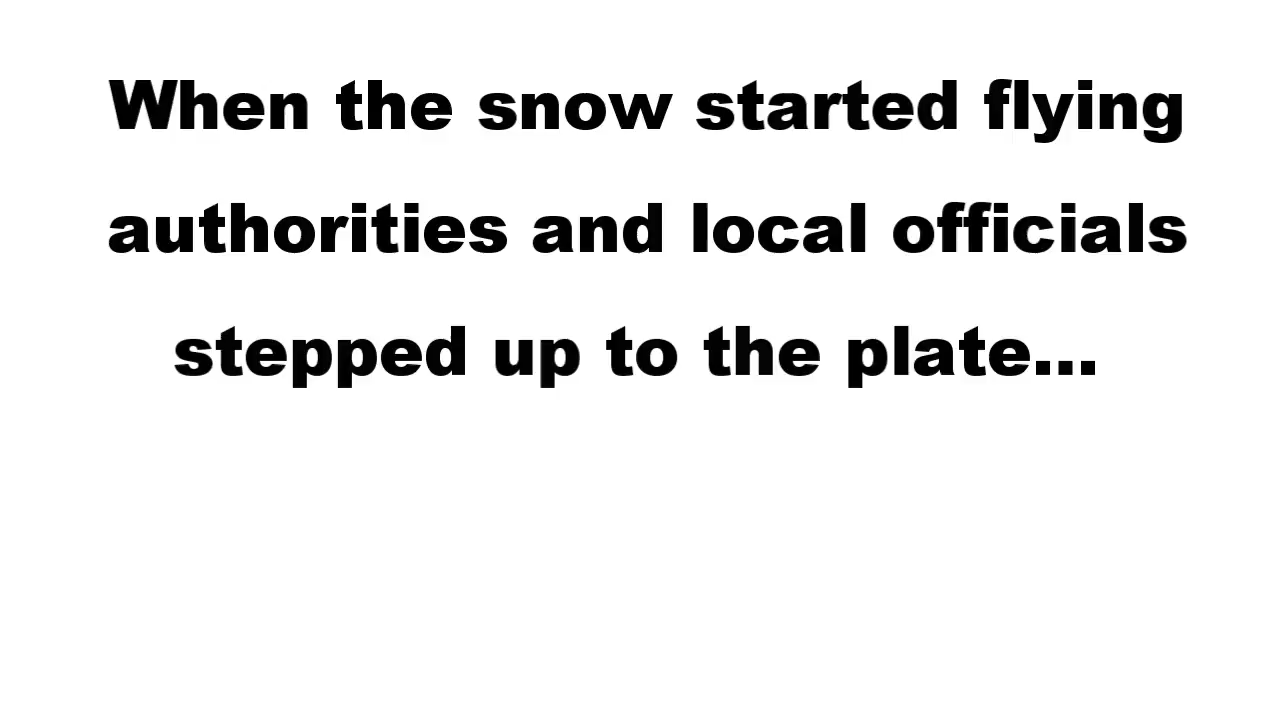 When the snow started flying
authorities and local officials
stepped up to the plate...